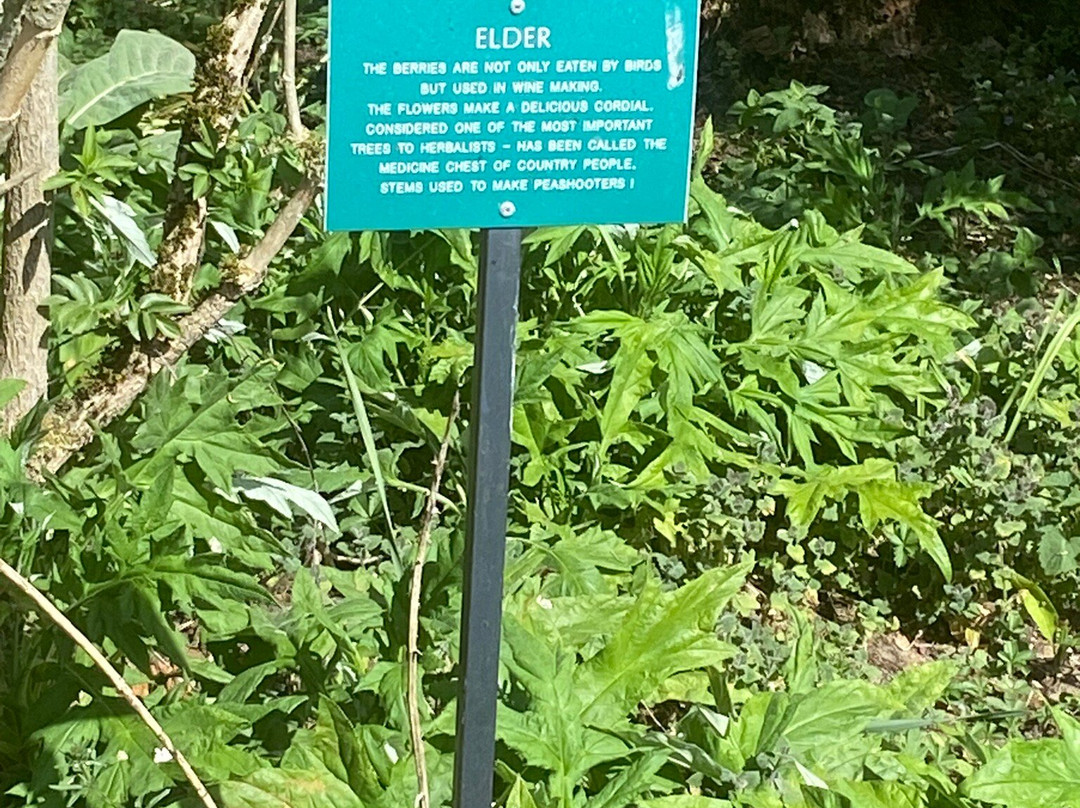 ELDER
THE BERRIES ARE NOT ONLY EATEN BY BIRDS
BUT USED IN WINE MAKING.
THE FLOWERS MAKE A DELICIOUS CORDIAL.
CONSIDERED ONE OF THE MOST IMPORTANT
TREES TO HERBALISTS – HAS BEEN CALLED THE
MEDICINE CHEST OF COUNTRY PEOPLE.
STEMS USED TO MAKE PEASHOOTERS !